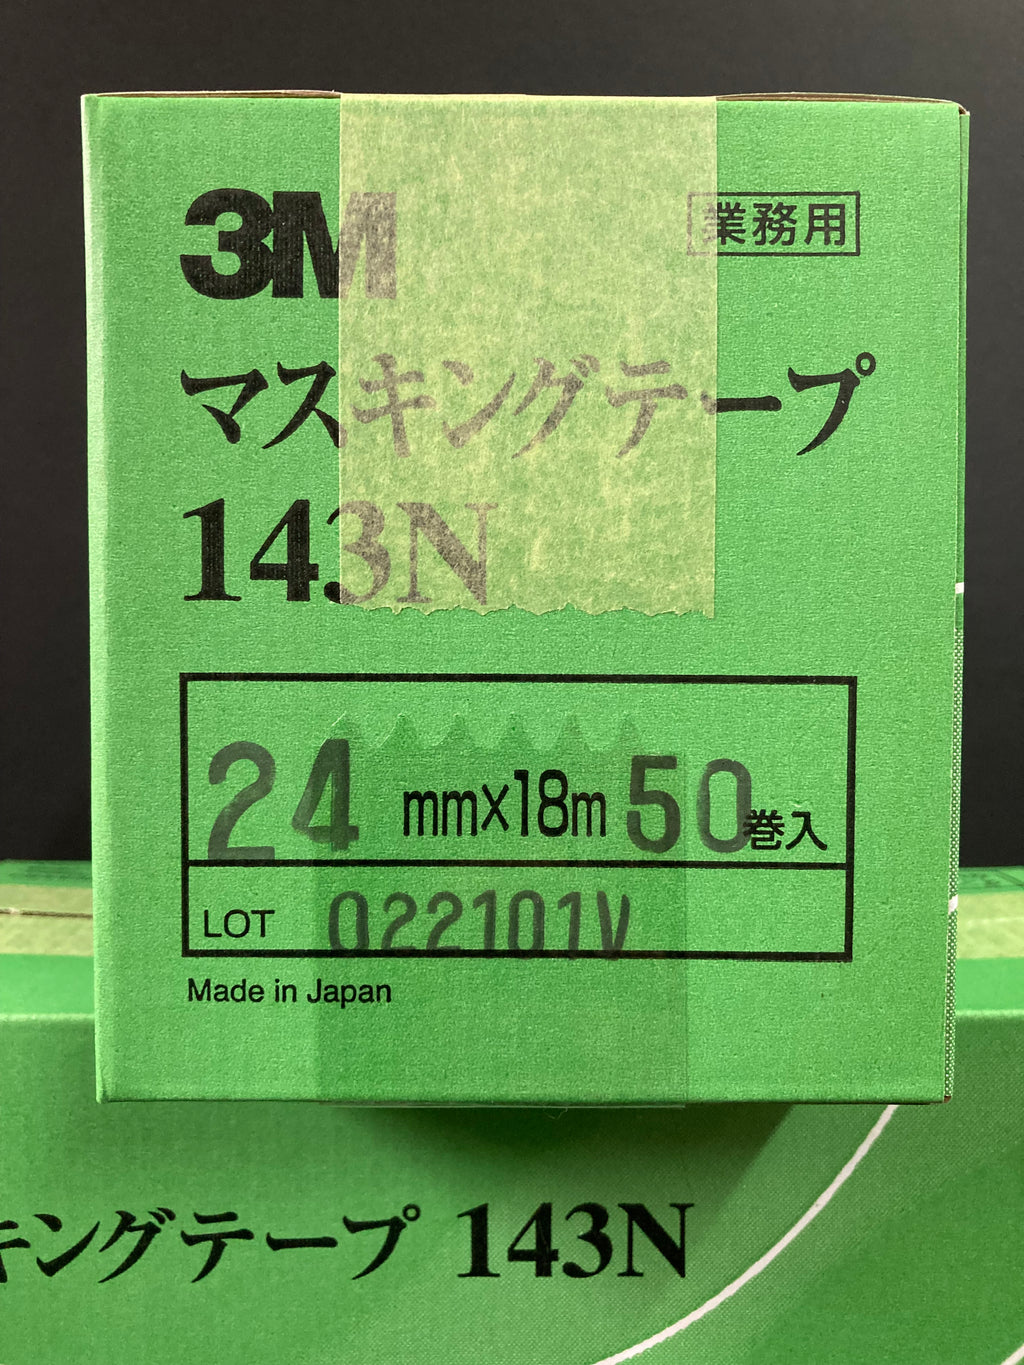 3M
業務用
マスキングテープ
143N
24 mm×18m 50巻入
LOT 022101V
Made in Japan
キングテープ 143N